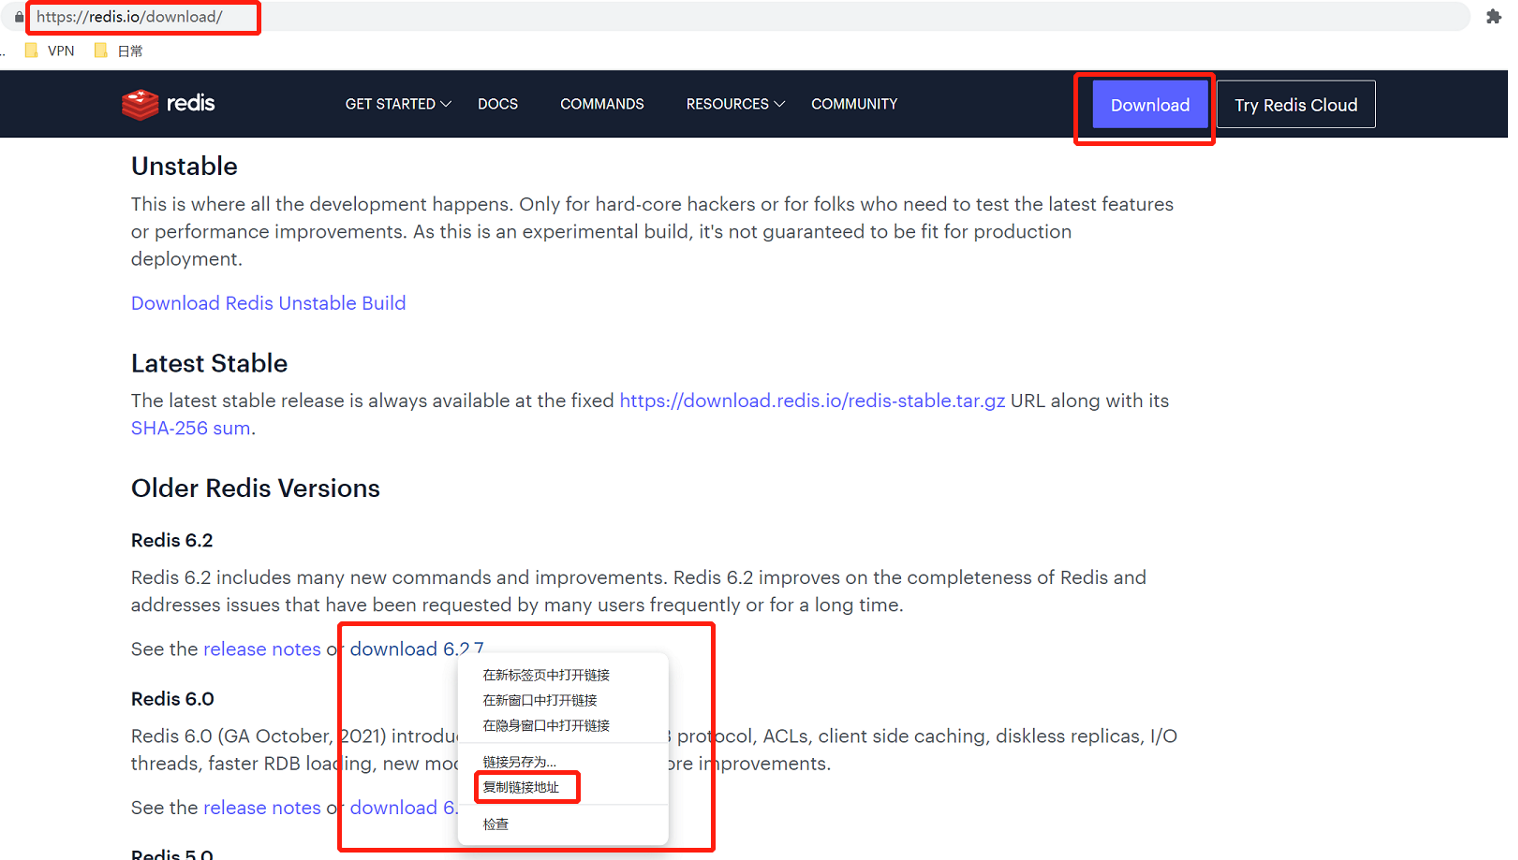 https://redis.io/download/
.. VPN 日常
redis GET STARTED DOCS COMMANDS RESOURCES COMMUNITY Download Try Redis Cloud
Unstable
This is where all the development happens. Only for hard-core hackers or for folks who need to test the latest features
or performance improvements. As this is an experimental build, it's not guaranteed to be fit for production
deployment.
Download Redis Unstable Build
Latest Stable
The latest stable release is always available at the fixed https://download.redis.io/redis-stable.tar.gz URL along with its
SHA-256 sum.
Older Redis Versions
Redis 6.2
Redis 6.2 includes many new commands and improvements. Redis 6.2 improves on the completeness of Redis and
addresses issues that have been requested by many users frequently or for a long time.
See the release notes or download 6.2.7
在新标签页中打开链接
Redis 6.0
在新窗口中打开链接
在隐身窗口中打开链接
Redis 6.0 (GA October, 2021) introdu protocol, ACLs, client side caching, diskless replicas, I/O
threads, faster RDB loading, new mo ore improvements.
链接另存为...
复制链接地址
See the release notes or download 6.
检查
Redis 5.0